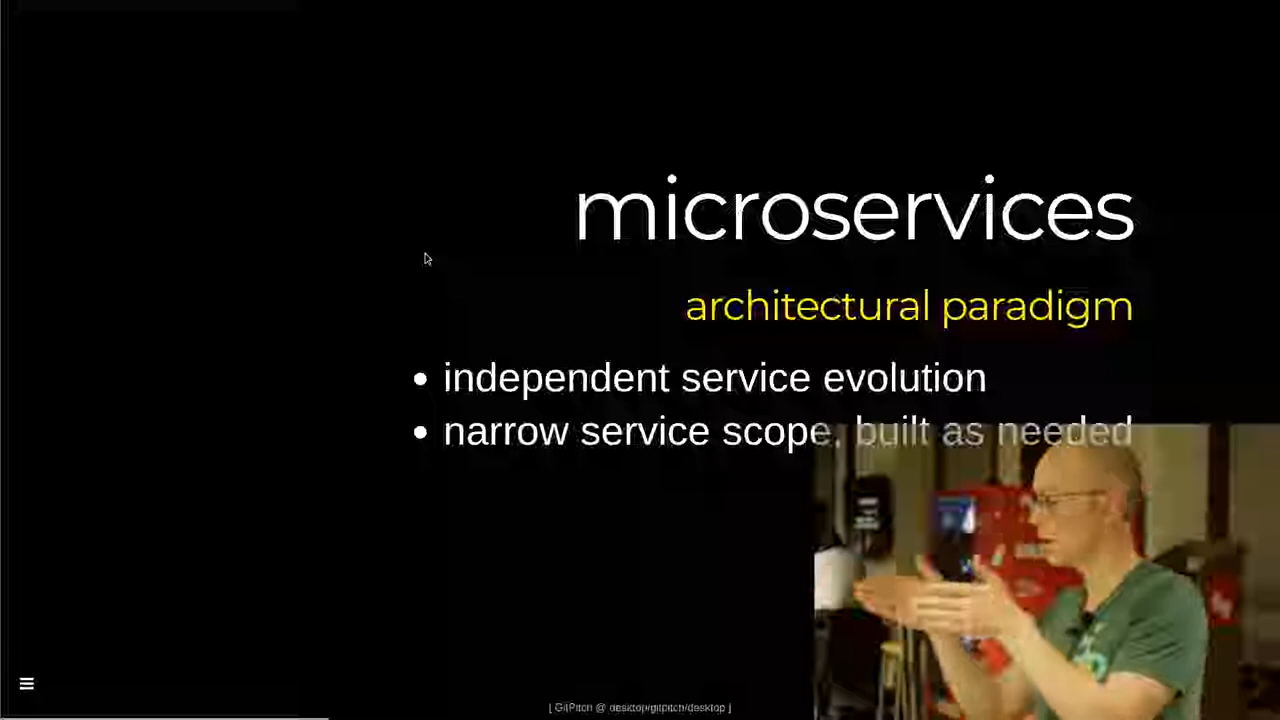 microservices
architectural paradigm
• independent service evolution
• narrow service scope, built as needed
[ GitPitch @ desktop/gitpitch/desktop ]